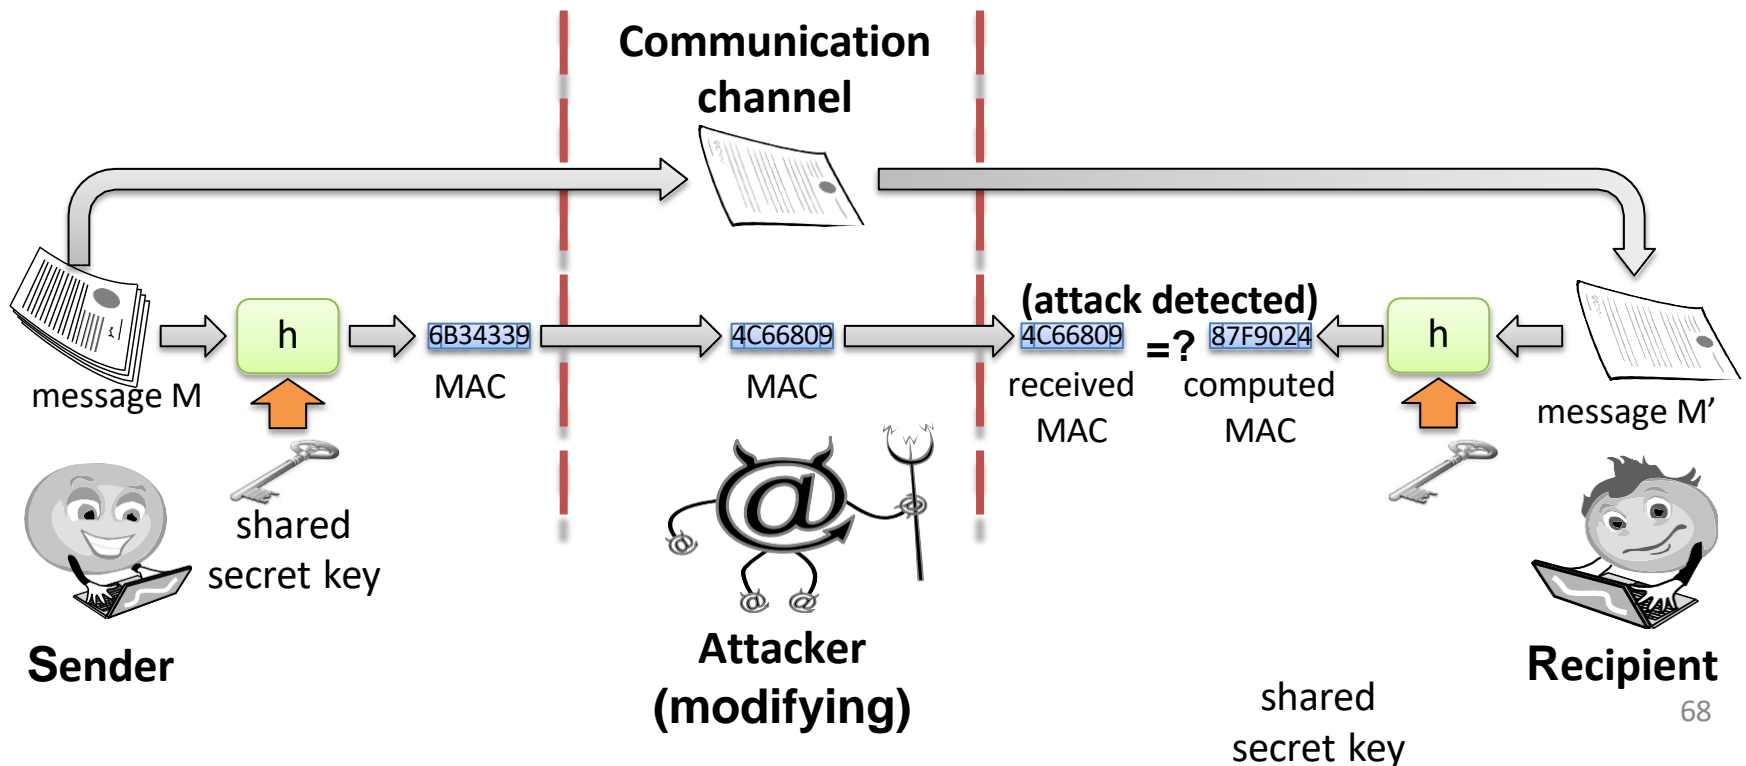 Communication
channel
(attack detected)
h
6B34339
4C66809
4C66809
=?
87F9024
h
message M
MAC
MAC
received
MAC
computed
MAC
message M’
shared
secret key
@
@
@
@
@
Sender
Attacker
(modifying)
Recipient
shared
secret key
68